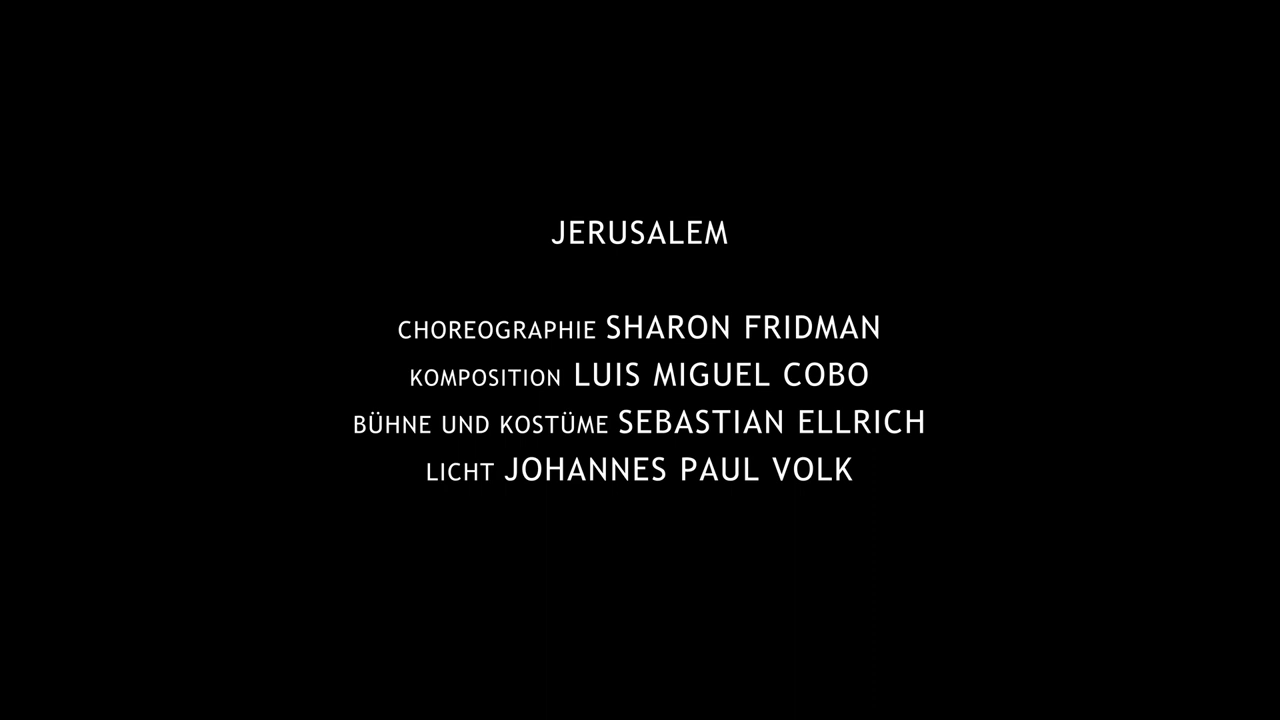 JERUSALEM
CHOREOGRAPHIE SHARON FRIDMAN
KOMPOSITION LUIS MIGUEL COBO
BÜHNE UND KOSTÜME SEBASTIAN ELLRICH
LICHT JOHANNES PAUL VOLK